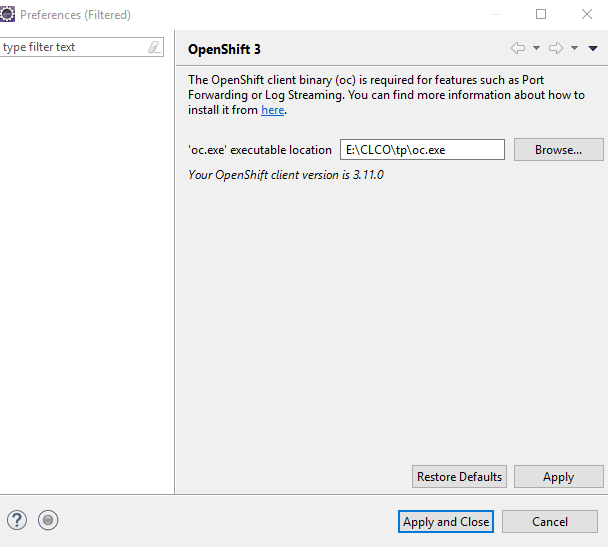 Preferences (Filtered)
type filter text
OpenShift 3
The OpenShift client binary (oc) is required for features such as Port
Forwarding or Log Streaming. You can find more information about how to
install it from here.
'oc.exe' executable location E:\CLCO\tp\oc.exe Browse...
Your OpenShift client version is 3.11.0
Restore Defaults Apply
? Apply and Close Cancel